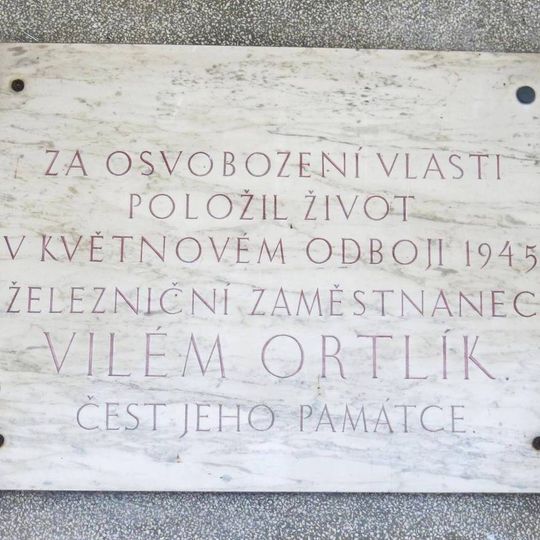 ZA OSVOBOZENÍ VLASTI
POLOŽIL ŽIVOT
V KVĚTNOVÉM ODBOJI 1945
ŽELEZNIČNÍ ZAMĚSTNANEC
VILÉM ORTLÍK.
ČEST JEHO PAMÁTCE.